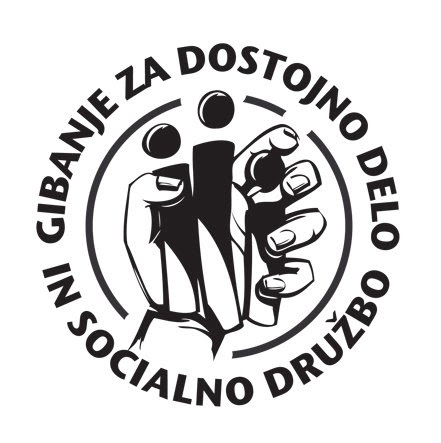 GIBANJE ZA DOSTOJNO DELO
IN SOCIALNO DRUŽBO